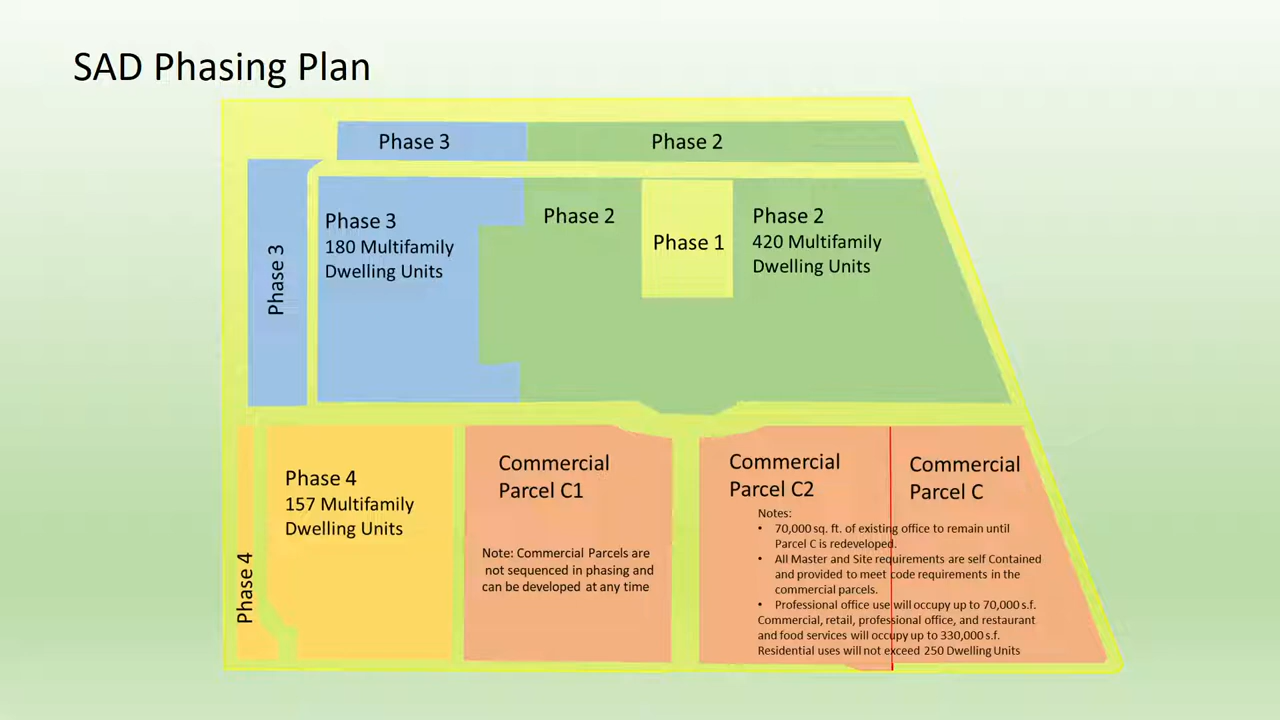 SAD Phasing Plan
Phase 3
Phase 2
Phase 3
Phase 3
180 Multifamily
Dwelling Units
Phase 2
Phase 1
Phase 2
420 Multifamily
Dwelling Units
Phase 4
Phase 4
157 Multifamily
Dwelling Units
Commercial
Parcel C1
Note: Commercial Parcels are
not sequenced in phasing and
can be developed at any time
Commercial
Parcel C2
Commercial
Parcel C
Notes:
• 70,000 sq. ft. of existing office to remain until
Parcel C is redeveloped.
• All Master and Site requirements are self Contained
and provided to meet code requirements in the
commercial parcels.
• Professional office use will occupy up to 70,000 s.f.
Commercial, retail, professional office, and restaurant
and food services will occupy up to 330,000 s.f.
Residential uses will not exceed 250 Dwelling Units